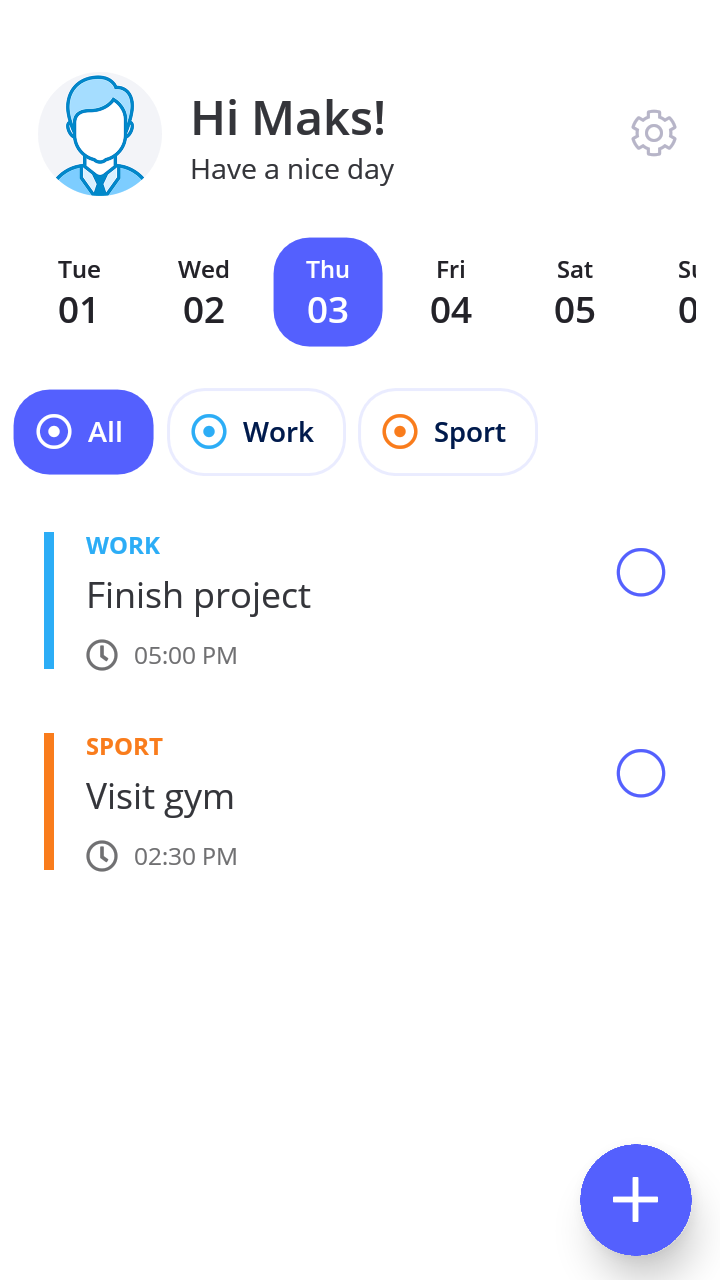 Hi Maks!
Have a nice day
Tue Wed Thu Fri Sat
01 02 03 04 05
All Work Sport
WORK
Finish project
05:00 PM
SPORT
Visit gym
02:30 PM